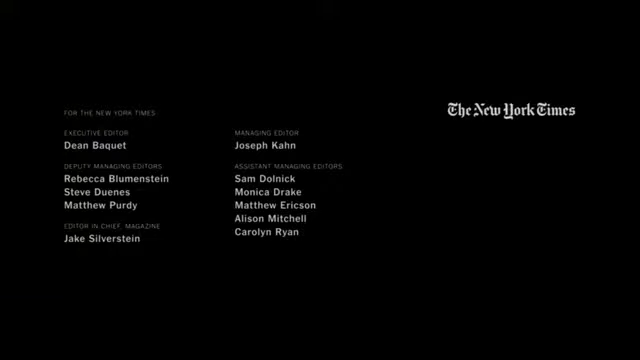 FOR THE NEW YORK TIMES
The New York Times
EXECUTIVE EDITOR
Dean Baquet
DEPUTY MANAGING EDITORS
Rebecca Blumenstein
Steve Duenes
Matthew Purdy
EDITOR IN CHIEF, MAGAZINE
Jake Silverstein
MANAGING EDITOR
Joseph Kahn
ASSISTANT MANAGING EDITORS
Sam Dolnick
Monica Drake
Matthew Ericson
Alison Mitchell
Carolyn Ryan